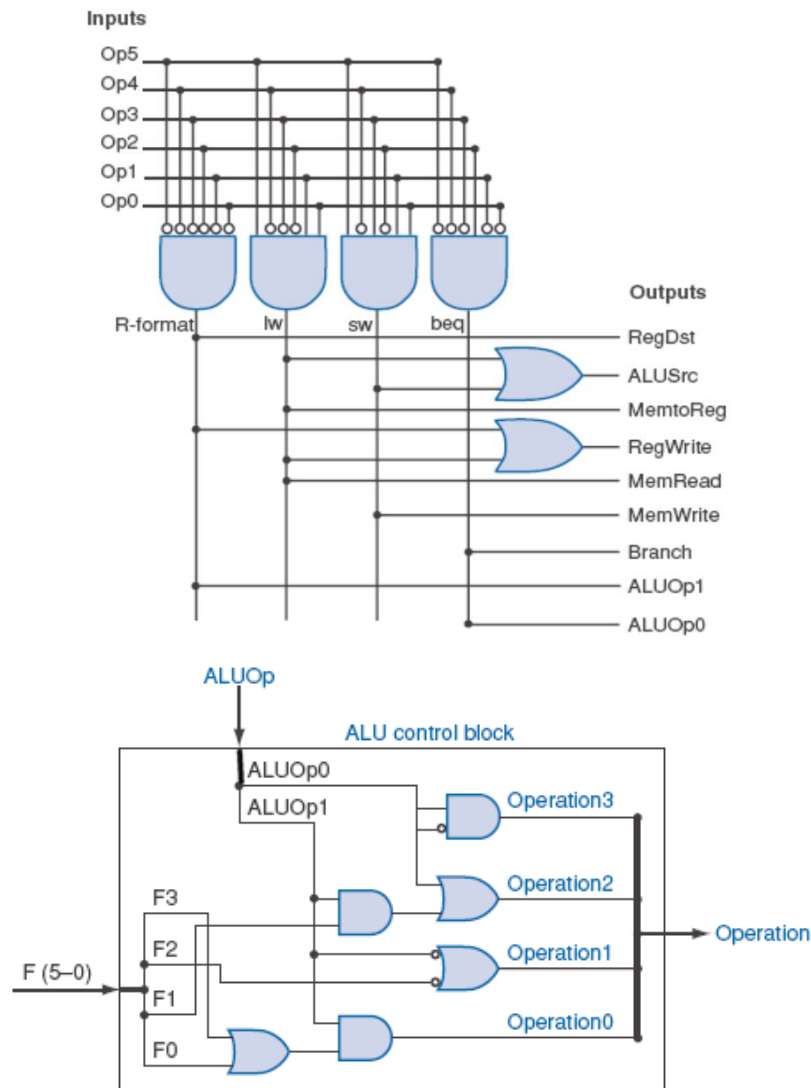 Inputs
Op5
Op4
Op3
Op2
Op1
Op0
R-format
lw
sw
beq
Outputs
RegDst
ALUSrc
MemtoReg
RegWrite
MemRead
MemWrite
Branch
ALUOp1
ALUOp0
ALUOp
ALU control block
ALUOp0
ALUOp1
Operation3
Operation2
Operation1
Operation0
Operation
F3
F2
F (5–0)
F1
F0